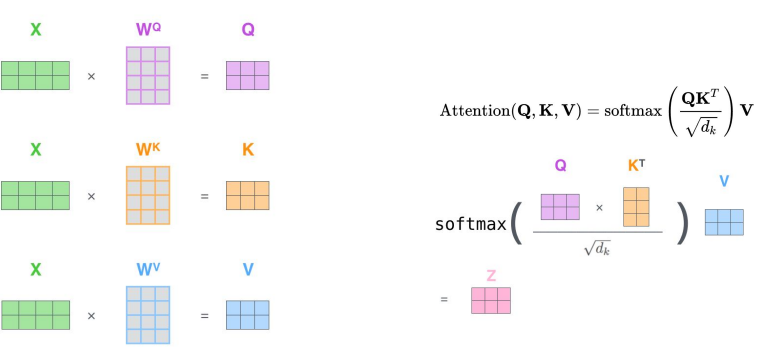 X W^Q Q
× =
X W^K K
× =
X W^V V
× =
Attention(Q, K, V) = softmax(QK^T / √d_k) V
Q K^T V
softmax( × / √d_k )
Z
=